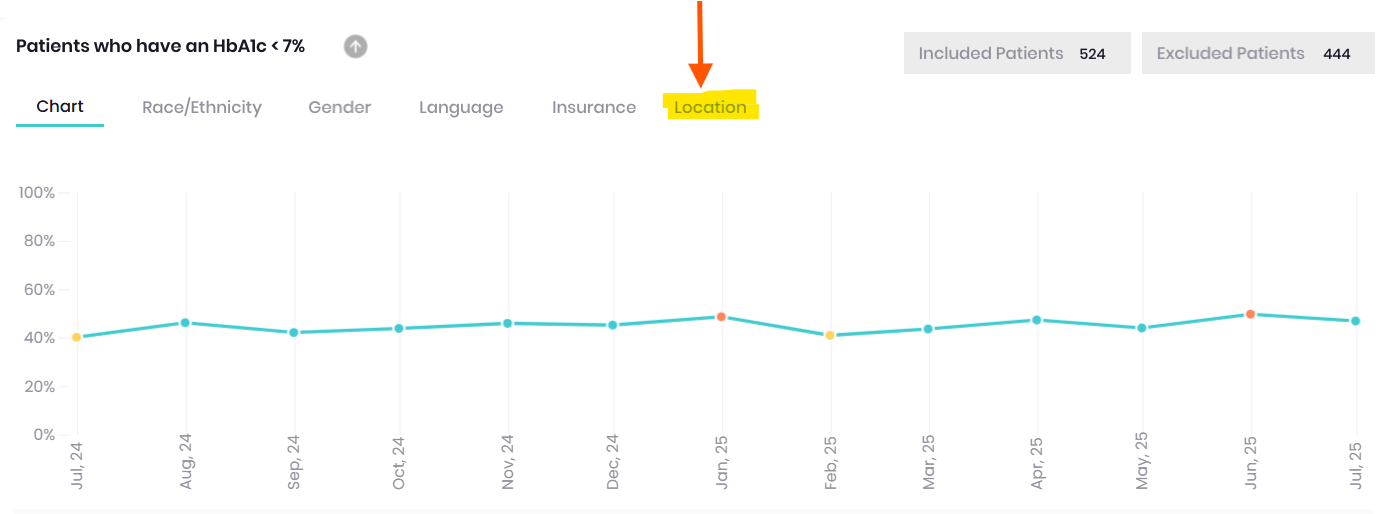 Patients who have an HbA1c < 7%
Included Patients 524
Excluded Patients 444
Chart
Race/Ethnicity
Gender
Language
Insurance
Location
100%
80%
60%
40%
20%
0%
Jul, 24
Aug, 24
Sep, 24
Oct, 24
Nov, 24
Dec, 24
Jan, 25
Feb, 25
Mar, 25
Apr, 25
May, 25
Jun, 25
Jul, 25